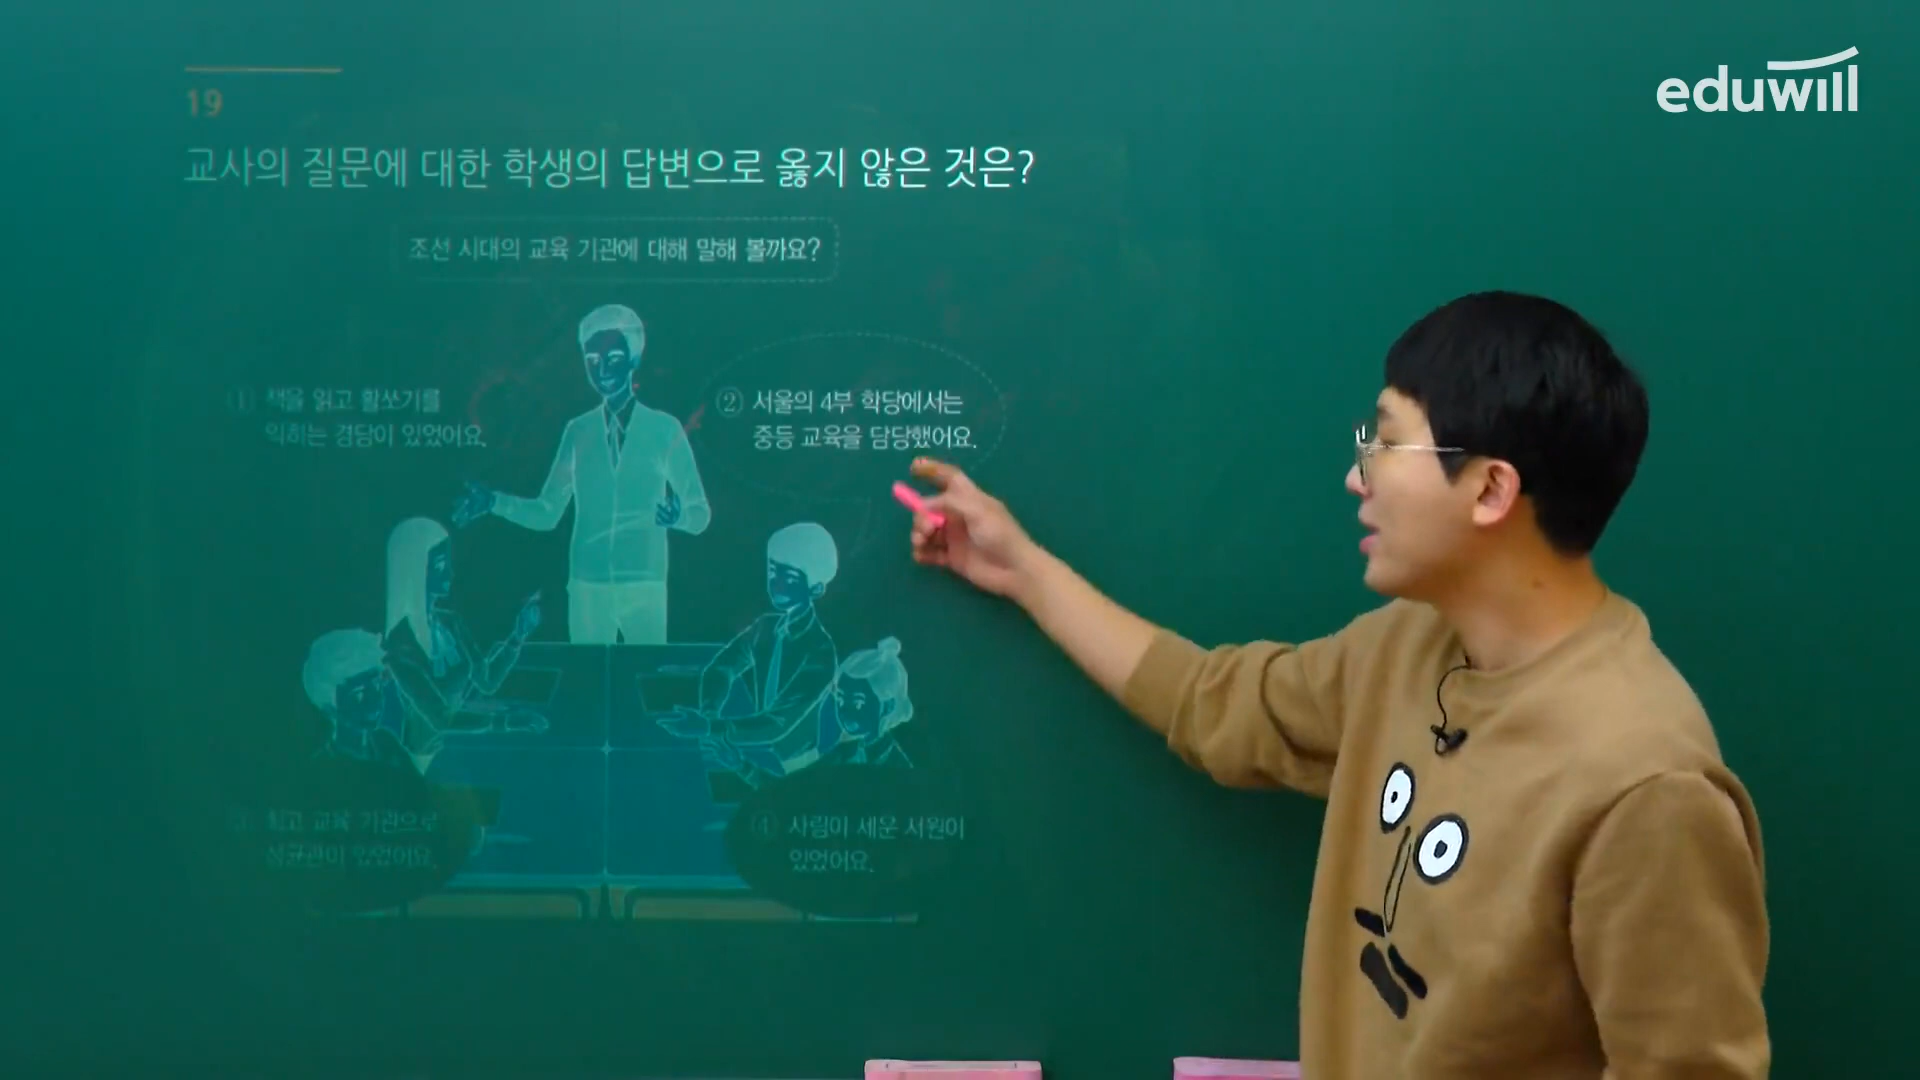 eduwill
19
교사의 질문에 대한 학생의 답변으로 옳지 않은 것은?
조선 시대의 교육 기관에 대해 말해 볼까요?
① 책을 읽고 활쏘기를
익히는 경당이 있었어요.
② 서울의 4부 학당에서는
중등 교육을 담당했어요.
③ 최고 교육 기관으로
성균관이 있었어요.
④ 사림이 세운 서원이
있었어요.